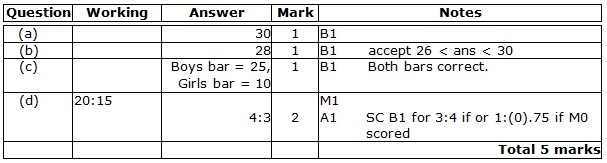 Question Working Answer Mark Notes
(a) 30 1 B1
(b) 28 1 B1 accept 26 < ans < 30
(c) Boys bar = 25, 1 B1 Both bars correct.
Girls bar = 10
(d) 20:15 M1
4:3 2 A1 SC B1 for 3:4 if or 1:(0).75 if M0
scored
Total 5 marks